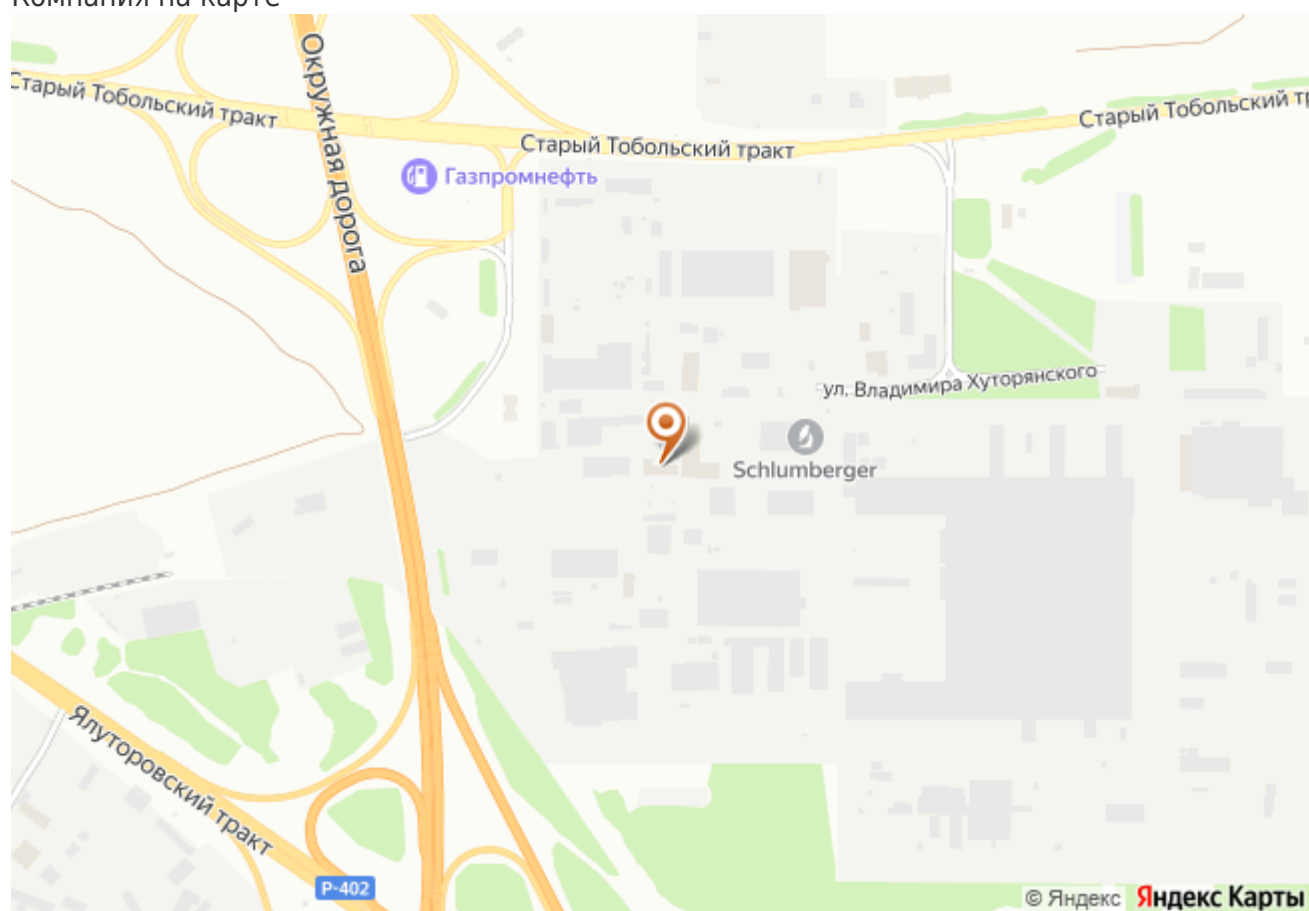 Компания на карте
Окружная дорога
Старый Тобольский тракт
Старый Тобольский тракт
Старый Тобольский тр
Газпромнефть
ул. Владимира Хуторянского
Schlumberger
Ялуторовский тракт
Р-402
© Яндекс Яндекс Карты